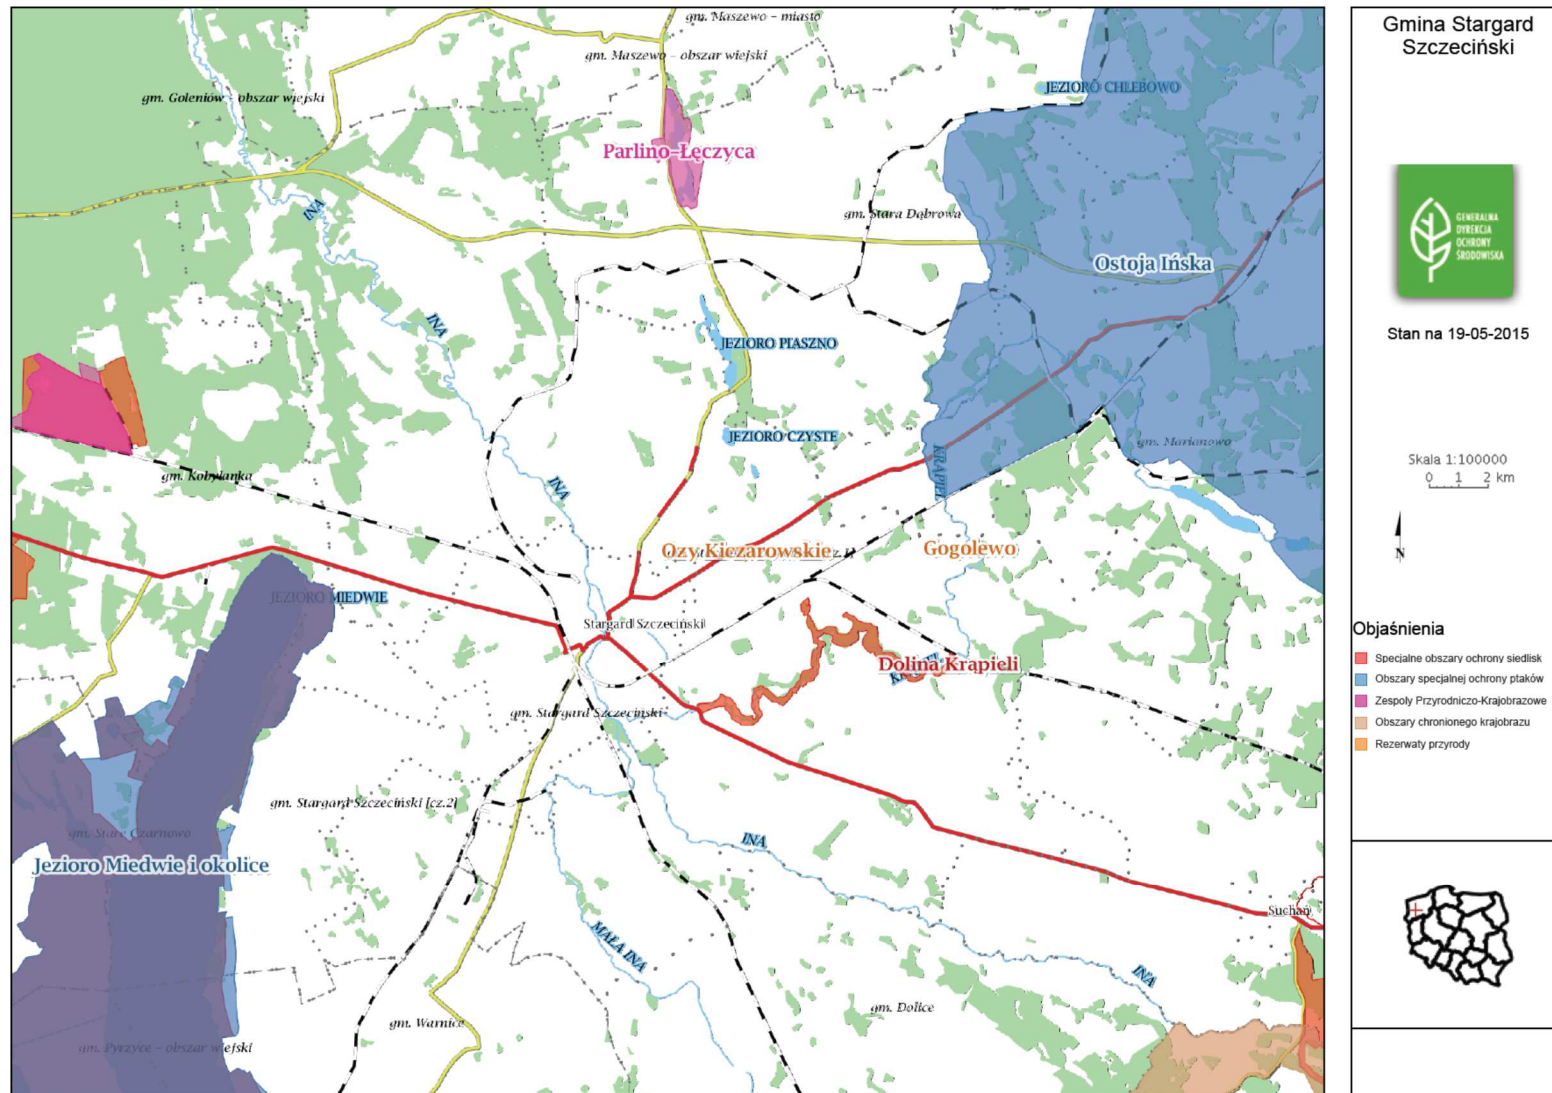 gm. Maszewo - miasto
gm. Maszewo - obszar wiejski
JEZIORO CHLEBOWO
gm. Goleniów - obszar wiejski
Parlino-Łęczyca
INA
gm. Stara Dąbrowa
Ostoja Ińska
INA
JEZIORO PIASZNO
JEZIORO CZYSTE
gm. Marianowo
KRĄPIEL
gm. Kobylanka
INA
Ozy Kiczarowskie
z.1]
Gogolewo
JEZIORO MIEDWIE
Stargard Szczeciński
Dolina Krąpieli
gm. Stargard Szczeciński
gm. Stargard Szczeciński [cz.2]
gm. Stare Czarnowo
INA
Jezioro Miedwie i okolice
Suchań
MAŁA INA
INA
gm. Dolice
gm. Warnice
gm. Pyrzyce - obszar wiejski
Gmina Stargard
Szczeciński
GENERALNA
DYREKCJA
OCHRONY
ŚRODOWISKA
Stan na 19-05-2015
Skala 1:100000
0 1 2 km
N
Objaśnienia
Specjalne obszary ochrony siedlisk
Obszary specjalnej ochrony ptaków
Zespoly Przyrodniczo-Krajobrazowe
Obszary chronionego krajobrazu
Rezerwaty przyrody